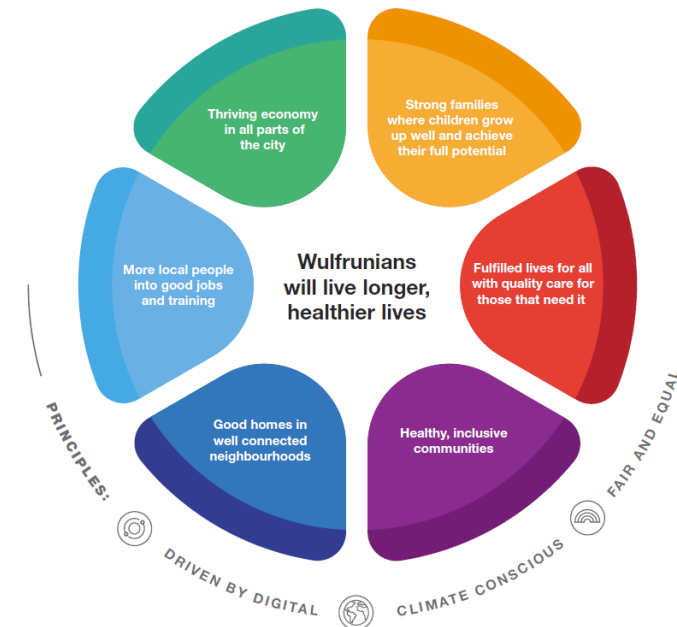 Thriving economy
in all parts of
the city
Strong families
where children grow
up well and achieve
their full potential
More local people
into good jobs
and training
Wulfrunians
will live longer,
healthier lives
Fulfilled lives for all
with quality care for
those that need it
Good homes in
well connected
neighbourhoods
Healthy, inclusive
communities
PRINCIPLES:
DRIVEN BY DIGITAL
CLIMATE CONSCIOUS
FAIR AND EQUAL